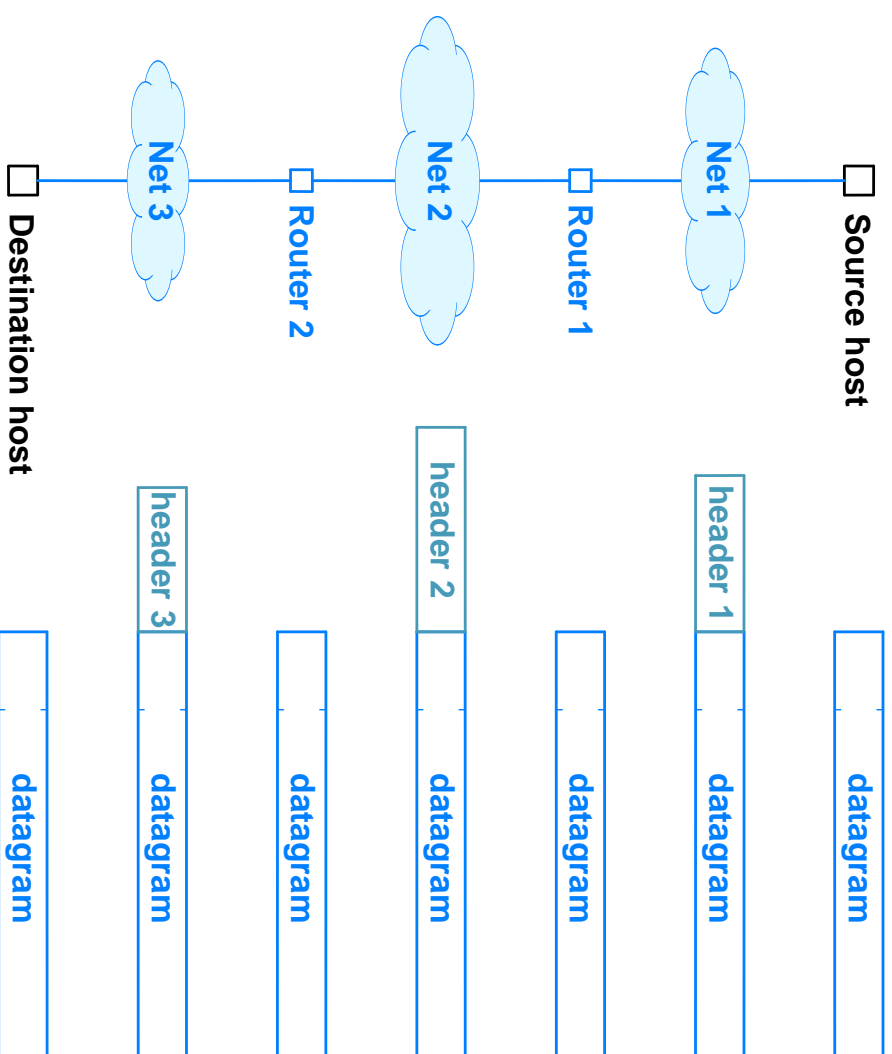 Source host
datagram
Net 1
header 1
datagram
Router 1
datagram
Net 2
header 2
datagram
Router 2
datagram
Net 3
header 3
datagram
Destination host
datagram